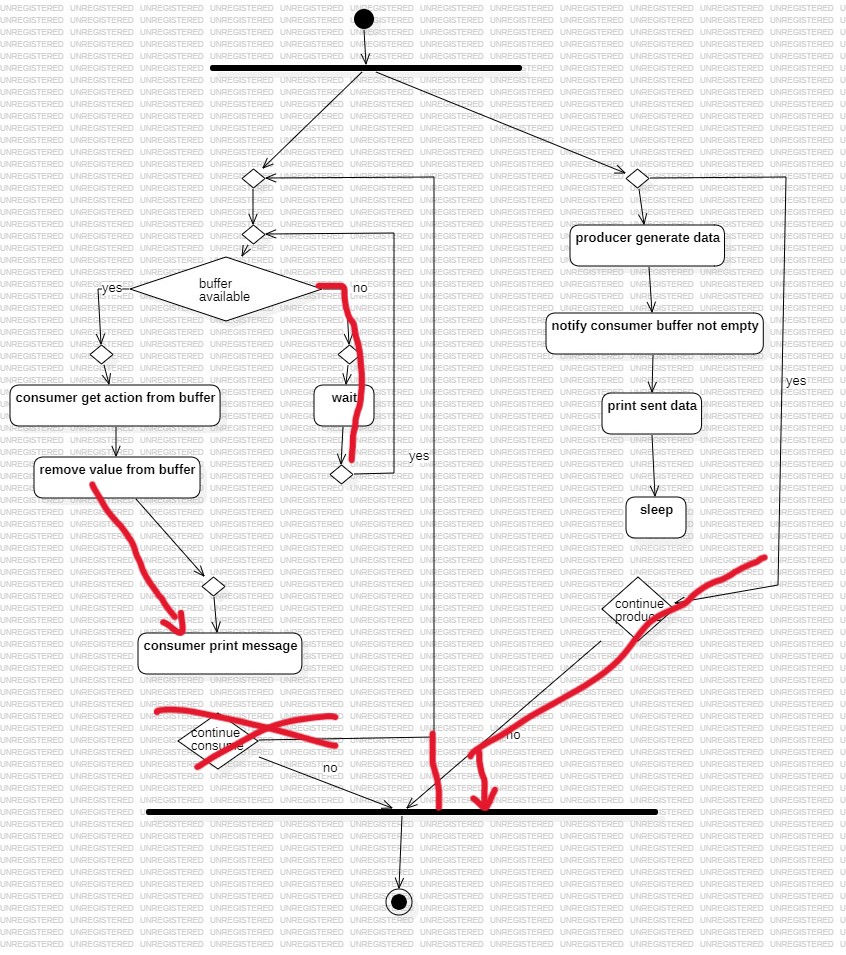 buffer
available
yes
no
producer generate data
notify consumer buffer not empty
consumer get action from buffer
wait
print sent data
yes
yes
remove value from buffer
sleep
continue
produce
consumer print message
continue
consume
no
no
UNREGISTERED